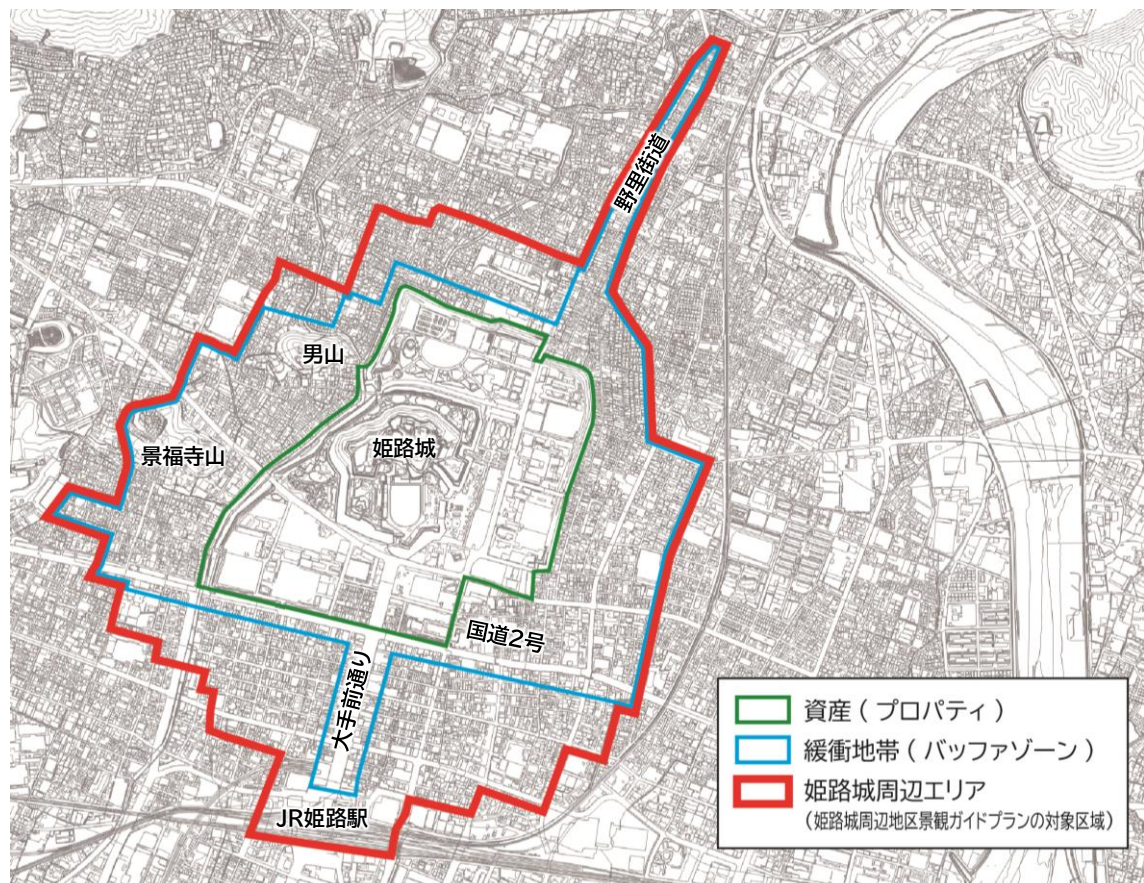 野里街道
男山
景福寺山
姫路城
国道2号
大手前通り
JR姫路駅
資産(プロパティ)
緩衝地帯(バッファゾーン)
姫路城周辺エリア
(姫路城周辺地区景観ガイドプランの対象区域)